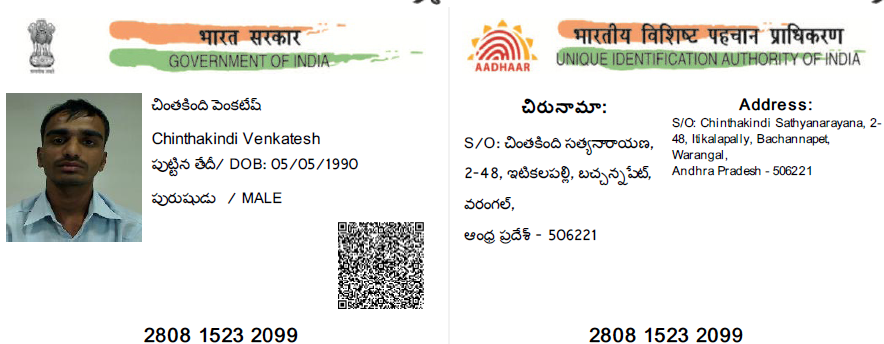 भारत सरकार
GOVERNMENT OF INDIA
చింతకింది వెంకటేష్
Chinthakindi Venkatesh
పుట్టిన తేదీ/ DOB: 05/05/1990
పురుషుడు / MALE
2808 1523 2099
भारतीय विशिष्ट पहचान प्राधिकरण
UNIQUE IDENTIFICATION AUTHORITY OF INDIA
AADHAAR
చిరునామా:
S/O: చింతకింది సత్యనారాయణ,
2-48, ఇటికలపల్లి, బచ్చన్నపేట్,
వరంగల్,
ఆంధ్ర ప్రదేశ్ - 506221
Address:
S/O: Chinthakindi Sathyanarayana, 2-
48, Itikalapally, Bachannapet,
Warangal,
Andhra Pradesh - 506221
2808 1523 2099